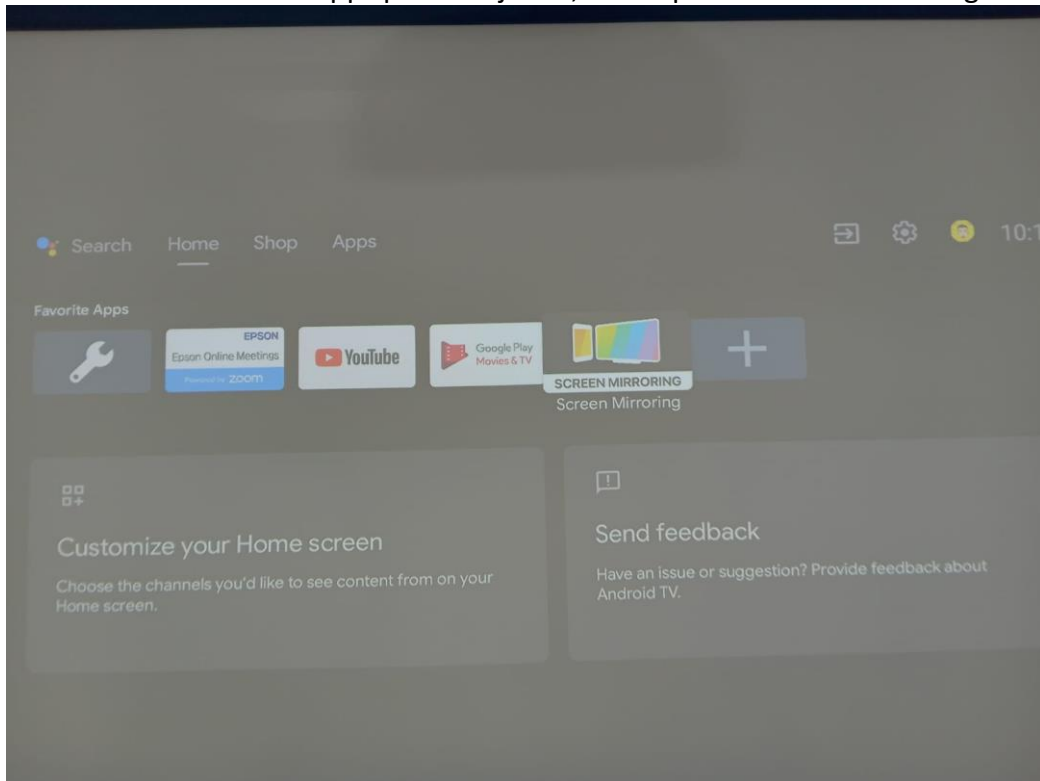 Search Home Shop Apps 10:1
Favorite Apps
EPSON
Epson Online Meetings
Powered by zoom
YouTube
Google Play
Movies & TV
SCREEN MIRRORING
Screen Mirroring
Customize your Home screen
Choose the channels you'd like to see content from on your
Home screen.
Send feedback
Have an issue or suggestion? Provide feedback about
Android TV.